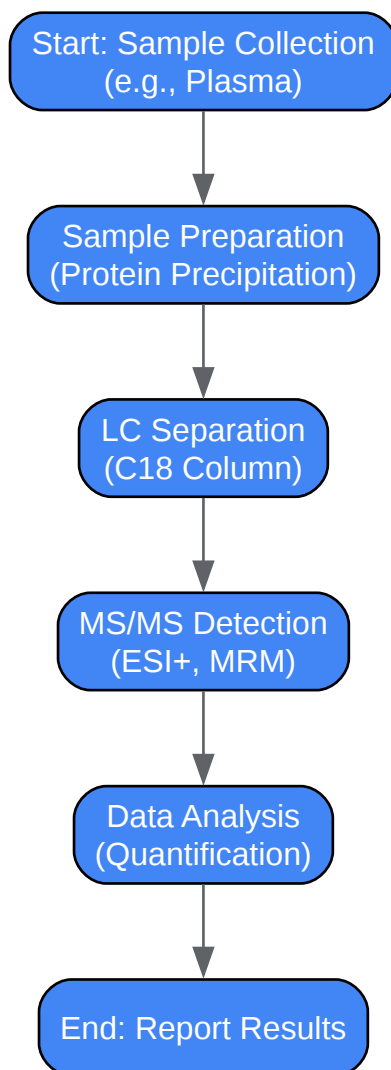 Start: Sample Collection
(e.g., Plasma)
Sample Preparation
(Protein Precipitation)
LC Separation
(C18 Column)
MS/MS Detection
(ESI+, MRM)
Data Analysis
(Quantification)
End: Report Results